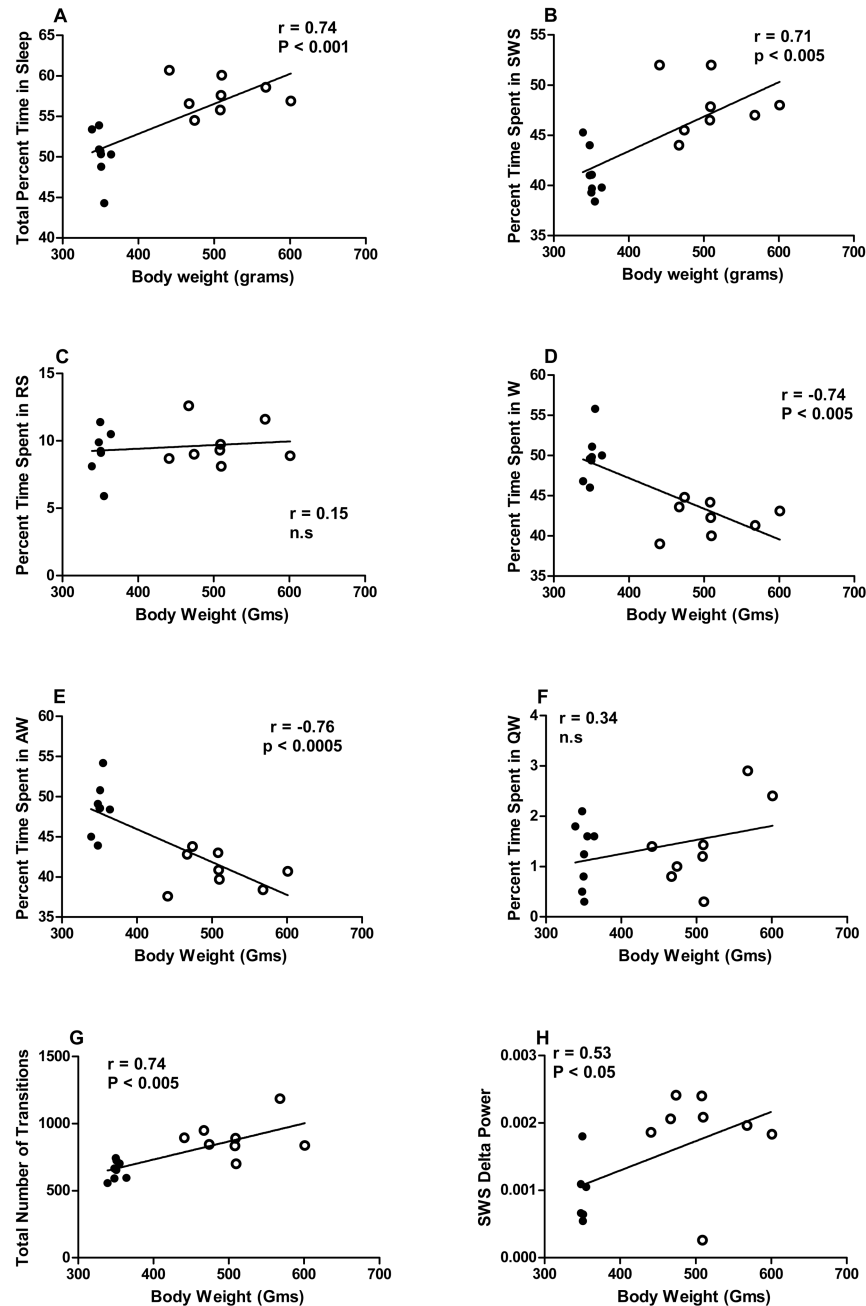 A
r = 0.74
P < 0.001
Total Percent Time in Sleep
65
60
55
50
45
40
300 400 500 600 700
Body weight (grams)
B
r = 0.71
p < 0.005
Percent Time Spent in SWS
55
50
45
40
35
300 400 500 600 700
Body weight (grams)
C
Percent Time Spent in RS
15
10
5
0
r = 0.15
n.s
300 400 500 600 700
Body Weight (Gms)
D
r = -0.74
P < 0.005
Percent Time Spent in W
60
55
50
45
40
35
300 400 500 600 700
Body Weight (Gms)
E
r = -0.76
p < 0.0005
Percent Time Spent in AW
60
55
50
45
40
35
300 400 500 600 700
Body Weight (Gms)
F
r = 0.34
n.s
Percent Time Spent in QW
4
3
2
1
0
300 400 500 600 700
Body Weight (Gms)
G
r = 0.74
P < 0.005
Total Number of Transitions
1500
1000
500
0
300 400 500 600 700
Body Weight (Gms)
H
r = 0.53
P < 0.05
SWS Delta Power
0.003
0.002
0.001
0.000
300 400 500 600 700
Body Weight (Gms)